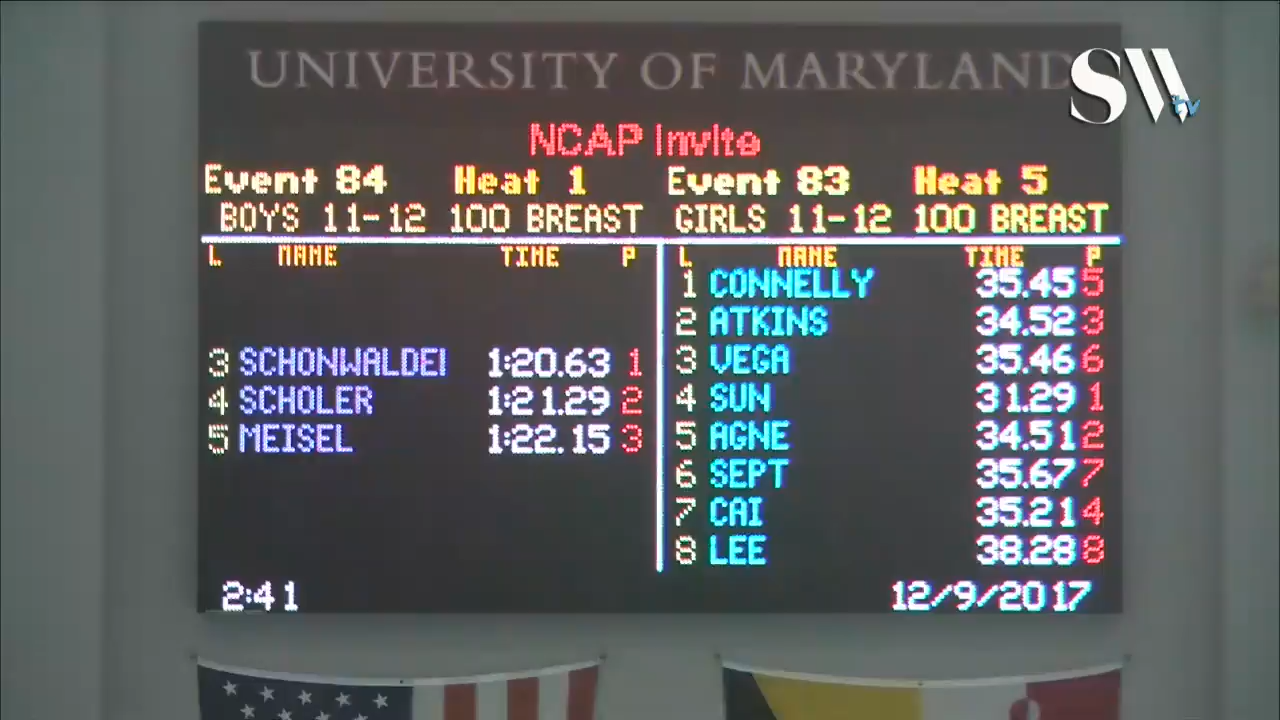 UNIVERSITY OF MARYLAND
SW tv
NCAP Invite
Event 84 Heat 1 Event 83 Heat 5
BOYS 11-12 100 BREAST GIRLS 11-12 100 BREAST
L NAME TIME P L NAME TIME P
1 CONNELLY 35.45 5
2 ATKINS 34.52 3
3 SCHONWALDEI 1:20.63 1 3 VEGA 35.46 6
4 SCHOLER 1:21.29 2 4 SUN 31.29 1
5 MEISEL 1:22.15 3 5 AGNE 34.51 2
6 SEPT 35.67 7
7 CAI 35.21 4
8 LEE 38.28 8
2:41 12/9/2017